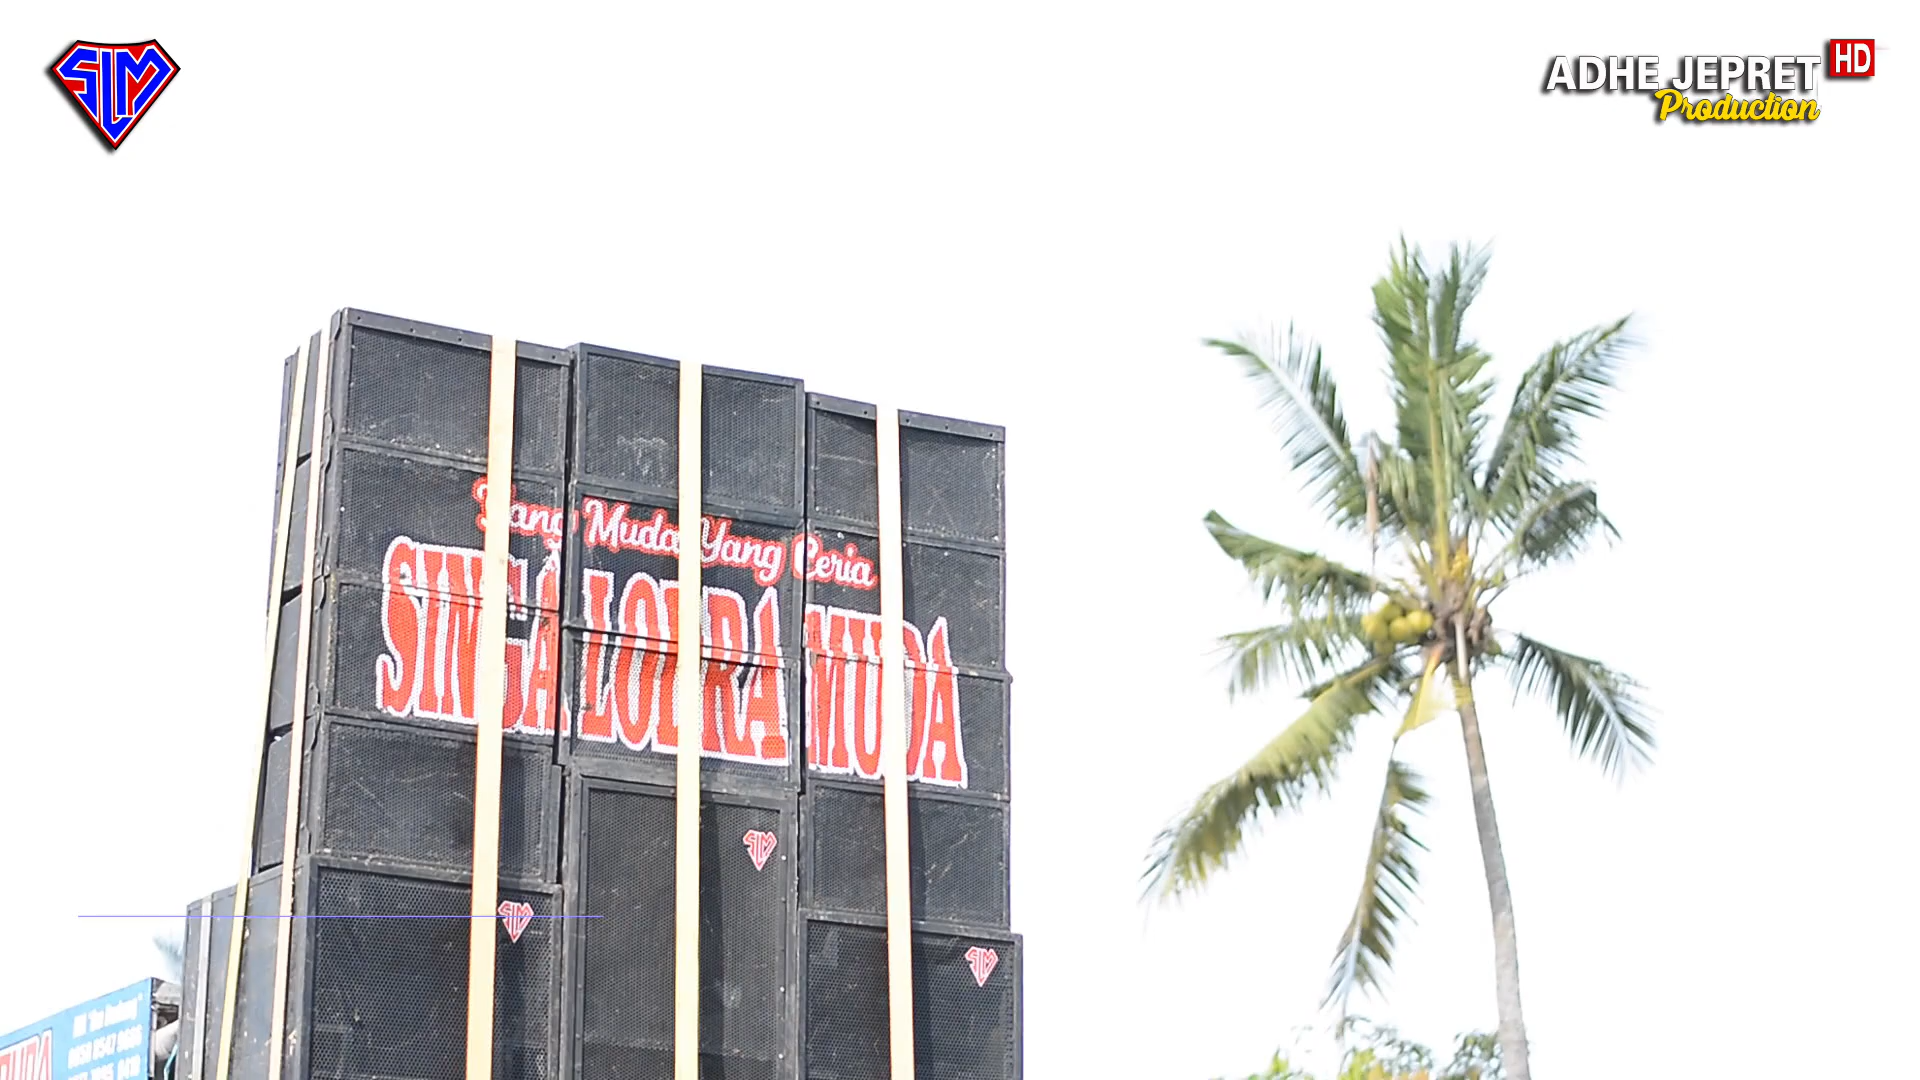 SLM
ADHE JEPRET HD
Production
Yang Muda Yang Ceria
SINGA LODRA MUDA
SLM
SLM
SLM